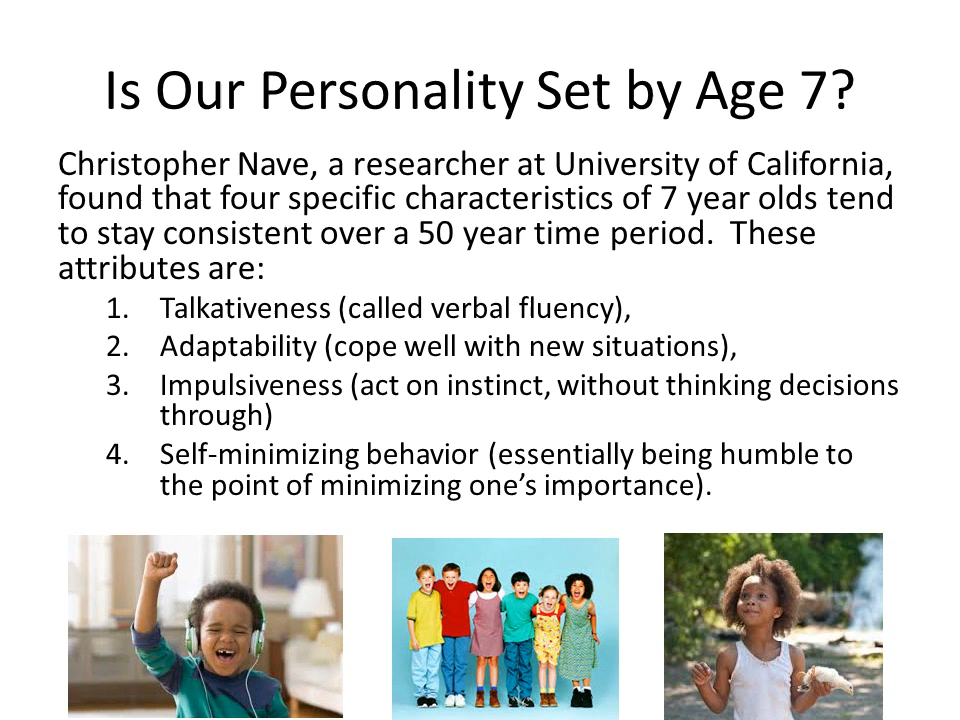 Is Our Personality Set by Age 7?
Christopher Nave, a researcher at University of California,
found that four specific characteristics of 7 year olds tend
to stay consistent over a 50 year time period.  These
attributes are:
1. Talkativeness (called verbal fluency),
2. Adaptability (cope well with new situations),
3. Impulsiveness (act on instinct, without thinking decisions
through)
4. Self-minimizing behavior (essentially being humble to
the point of minimizing one’s importance).